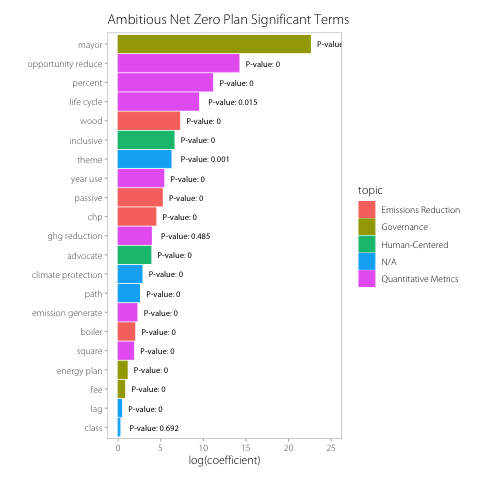 Ambitious Net Zero Plan Significant Terms
mayor P-value
opportunity reduce P-value: 0
percent P-value: 0
life cycle P-value: 0.015
wood P-value: 0
inclusive P-value: 0
theme P-value: 0.001
year use P-value: 0
passive P-value: 0
chp P-value: 0
ghg reduction P-value: 0.485
advocate P-value: 0
climate protection P-value: 0
path P-value: 0
emission generate P-value: 0
boiler P-value: 0
square P-value: 0
energy plan P-value: 0
fee P-value: 0
lag P-value: 0
class P-value: 0.692
0 5 10 15 20 25
log(coefficient)
topic
Emissions Reduction
Governance
Human-Centered
N/A
Quantitative Metrics